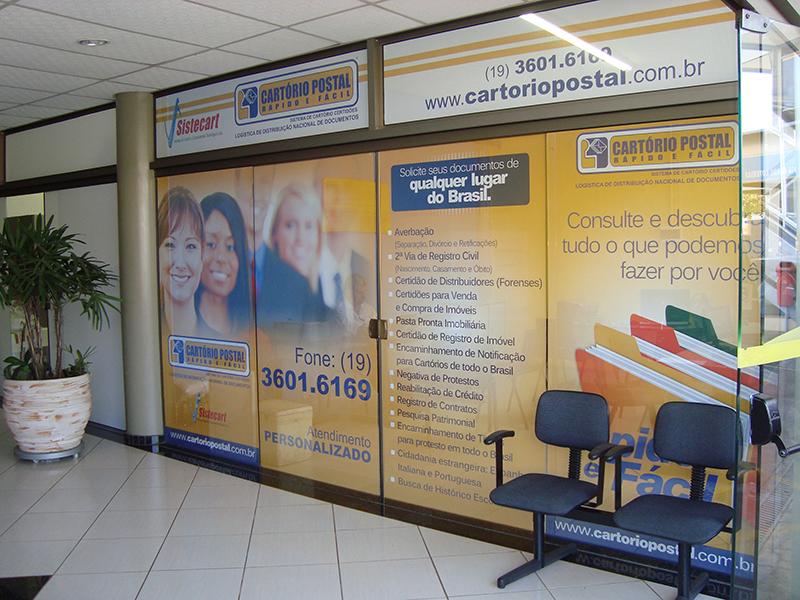 Sistecart
CARTÓRIO POSTAL
RÁPIDO E FÁCIL
SISTEMA DE CARTÓRIO CERTIDÕES
LOGÍSTICA DE DISTRIBUIÇÃO NACIONAL DE DOCUMENTOS
(19) 3601.6169
www.cartoriopostal.com.br
CARTÓRIO POSTAL
RÁPIDO E FÁCIL
Sistecart
www.cartoriopostal.com.br
Fone: (19)
3601.6169
Atendimento
PERSONALIZADO
Solicite seus documentos de
qualquer lugar
do Brasil.
Averbação
(Separação, Divórcio e Retificações)
2ª Via de Registro Civil
(Nascimento, Casamento e Óbito)
Certidão de Distribuidores (Forenses)
Certidões para Venda
e Compra de Imóveis
Pasta Pronta Imobiliária
Certidão de Registro de Imóvel
Encaminhamento de Notificação
para Cartórios de todo o Brasil
Negativa de Protestos
Reabilitação de Crédito
Registro de Contratos
Pesquisa Patrimonial
Encaminhamento de T
para protesto em todo o Brasil
Cidadania estrangeira: Espanh
Italiana e Portuguesa
Busca de Histórico Esco
CARTÓRIO POSTAL
RÁPIDO E FÁCIL
SISTEMA DE CARTÓRIO CERTIDÕES
LOGÍSTICA DE DISTRIBUIÇÃO NACIONAL DE DOCUMENTOS
Consulte e descub
tudo o que podemos
fazer por você
pid
e Fácil
www.cartoriopostal.com.br